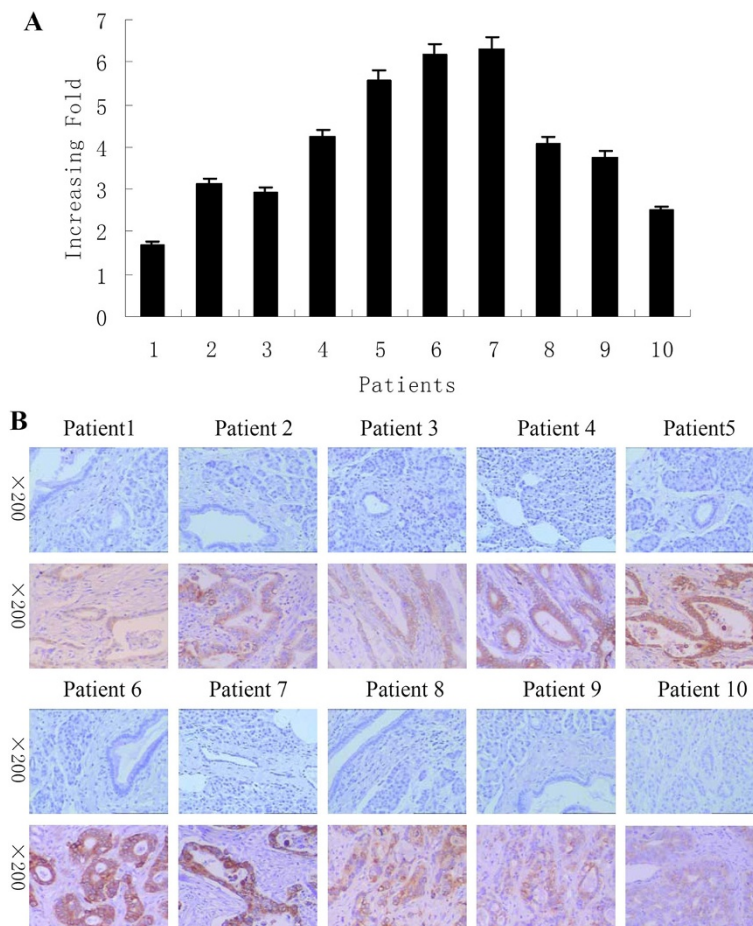 A
7
6
5
4
3
2
1
0
Increasing Fold
1 2 3 4 5 6 7 8 9 10
Patients
B
Patient1 Patient 2 Patient 3 Patient 4 Patient5
×200
×200
Patient 6 Patient 7 Patient 8 Patient 9 Patient 10
×200
×200